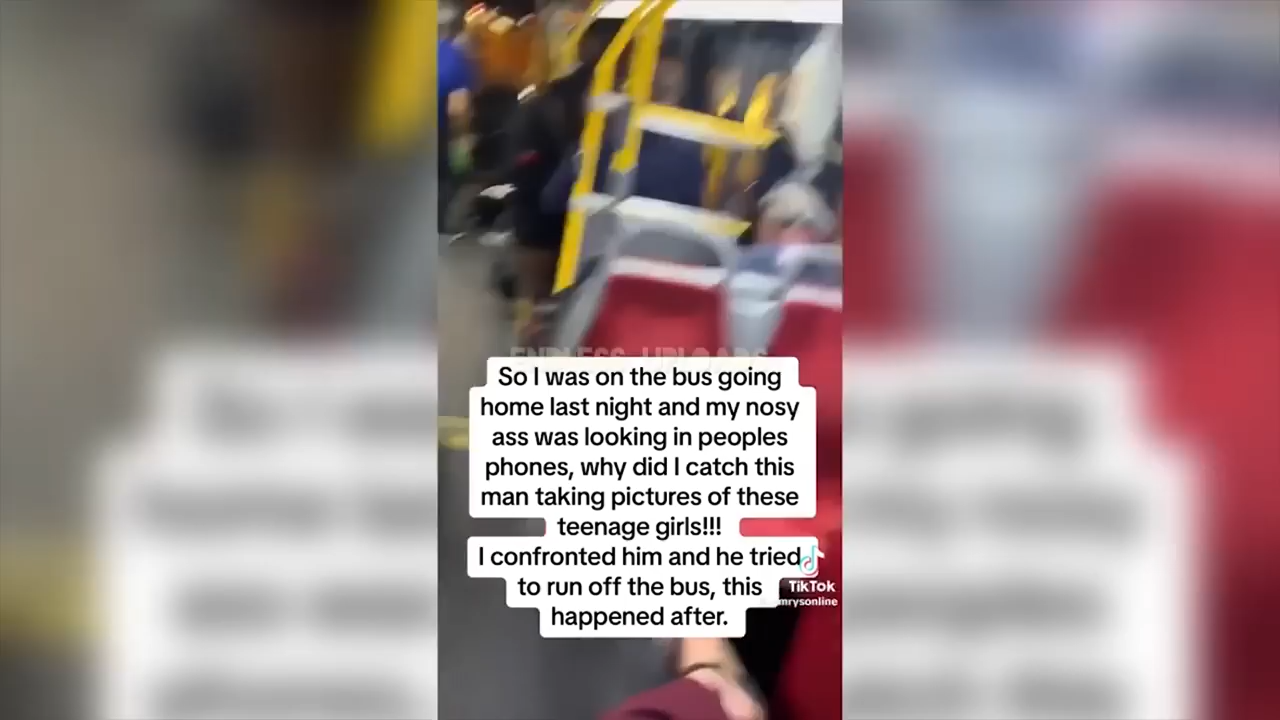 ENDLESS_UPLOADS
So I was on the bus going
home last night and my nosy
ass was looking in peoples
phones, why did I catch this
man taking pictures of these
teenage girls!!!
I confronted him and he tried
to run off the bus, this
happened after.
TikTok
mrysonline